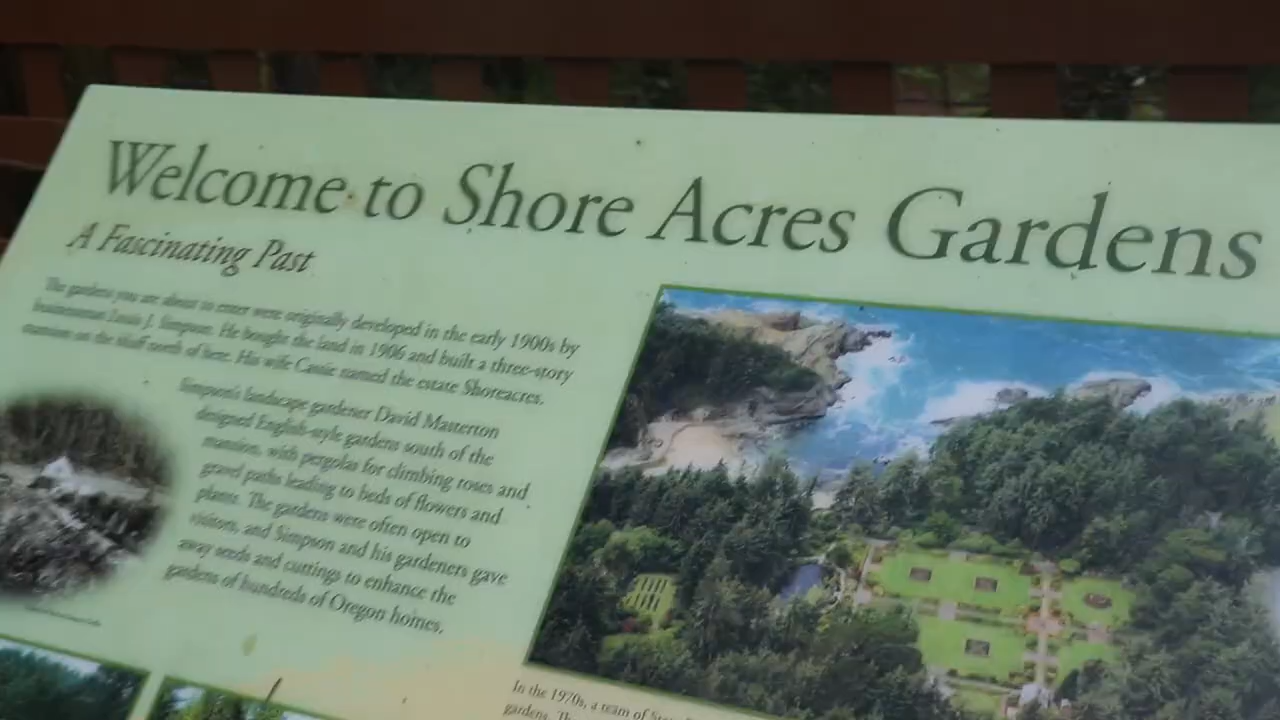 Welcome to Shore Acres Gardens
A Fascinating Past
The gardens you are about to enter were originally developed in the early 1900s by
businessman Louis J. Simpson. He bought the land in 1906 and built a three-story
mansion on the bluff north of here. His wife Cassie named the estate Shoreacres.
Simpson's landscape gardener David Masterton
designed English-style gardens south of the
mansion, with pergolas for climbing roses and
gravel paths leading to beds of flowers and
plants. The gardens were often open to
visitors, and Simpson and his gardeners gave
away seeds and cuttings to enhance the
gardens of hundreds of Oregon homes.
In the 1970s, a team of
gardens. The